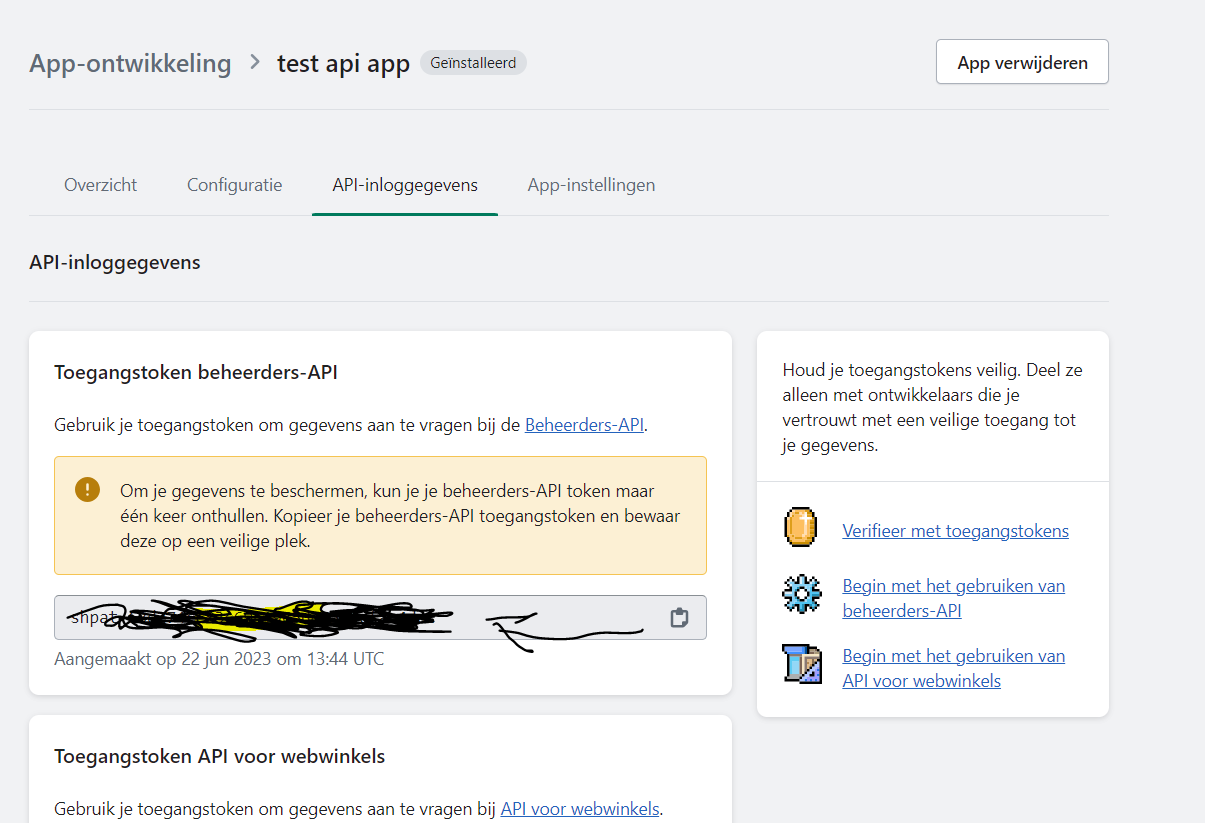 App-ontwikkeling > test api app Geïnstalleerd
App verwijderen
Overzicht Configuratie API-inloggegevens App-instellingen
API-inloggegevens
Toegangstoken beheerders-API
Gebruik je toegangstoken om gegevens aan te vragen bij de Beheerders-API.
Om je gegevens te beschermen, kun je je beheerders-API token maar
één keer onthullen. Kopieer je beheerders-API toegangstoken en bewaar
deze op een veilige plek.
Aangemaakt op 22 jun 2023 om 13:44 UTC
Toegangstoken API voor webwinkels
Gebruik je toegangstoken om gegevens aan te vragen bij API voor webwinkels.
Houd je toegangstokens veilig. Deel ze
alleen met ontwikkelaars die je
vertrouwt met een veilige toegang tot
je gegevens.
Verifieer met toegangstokens
Begin met het gebruiken van
beheerders-API
Begin met het gebruiken van
API voor webwinkels